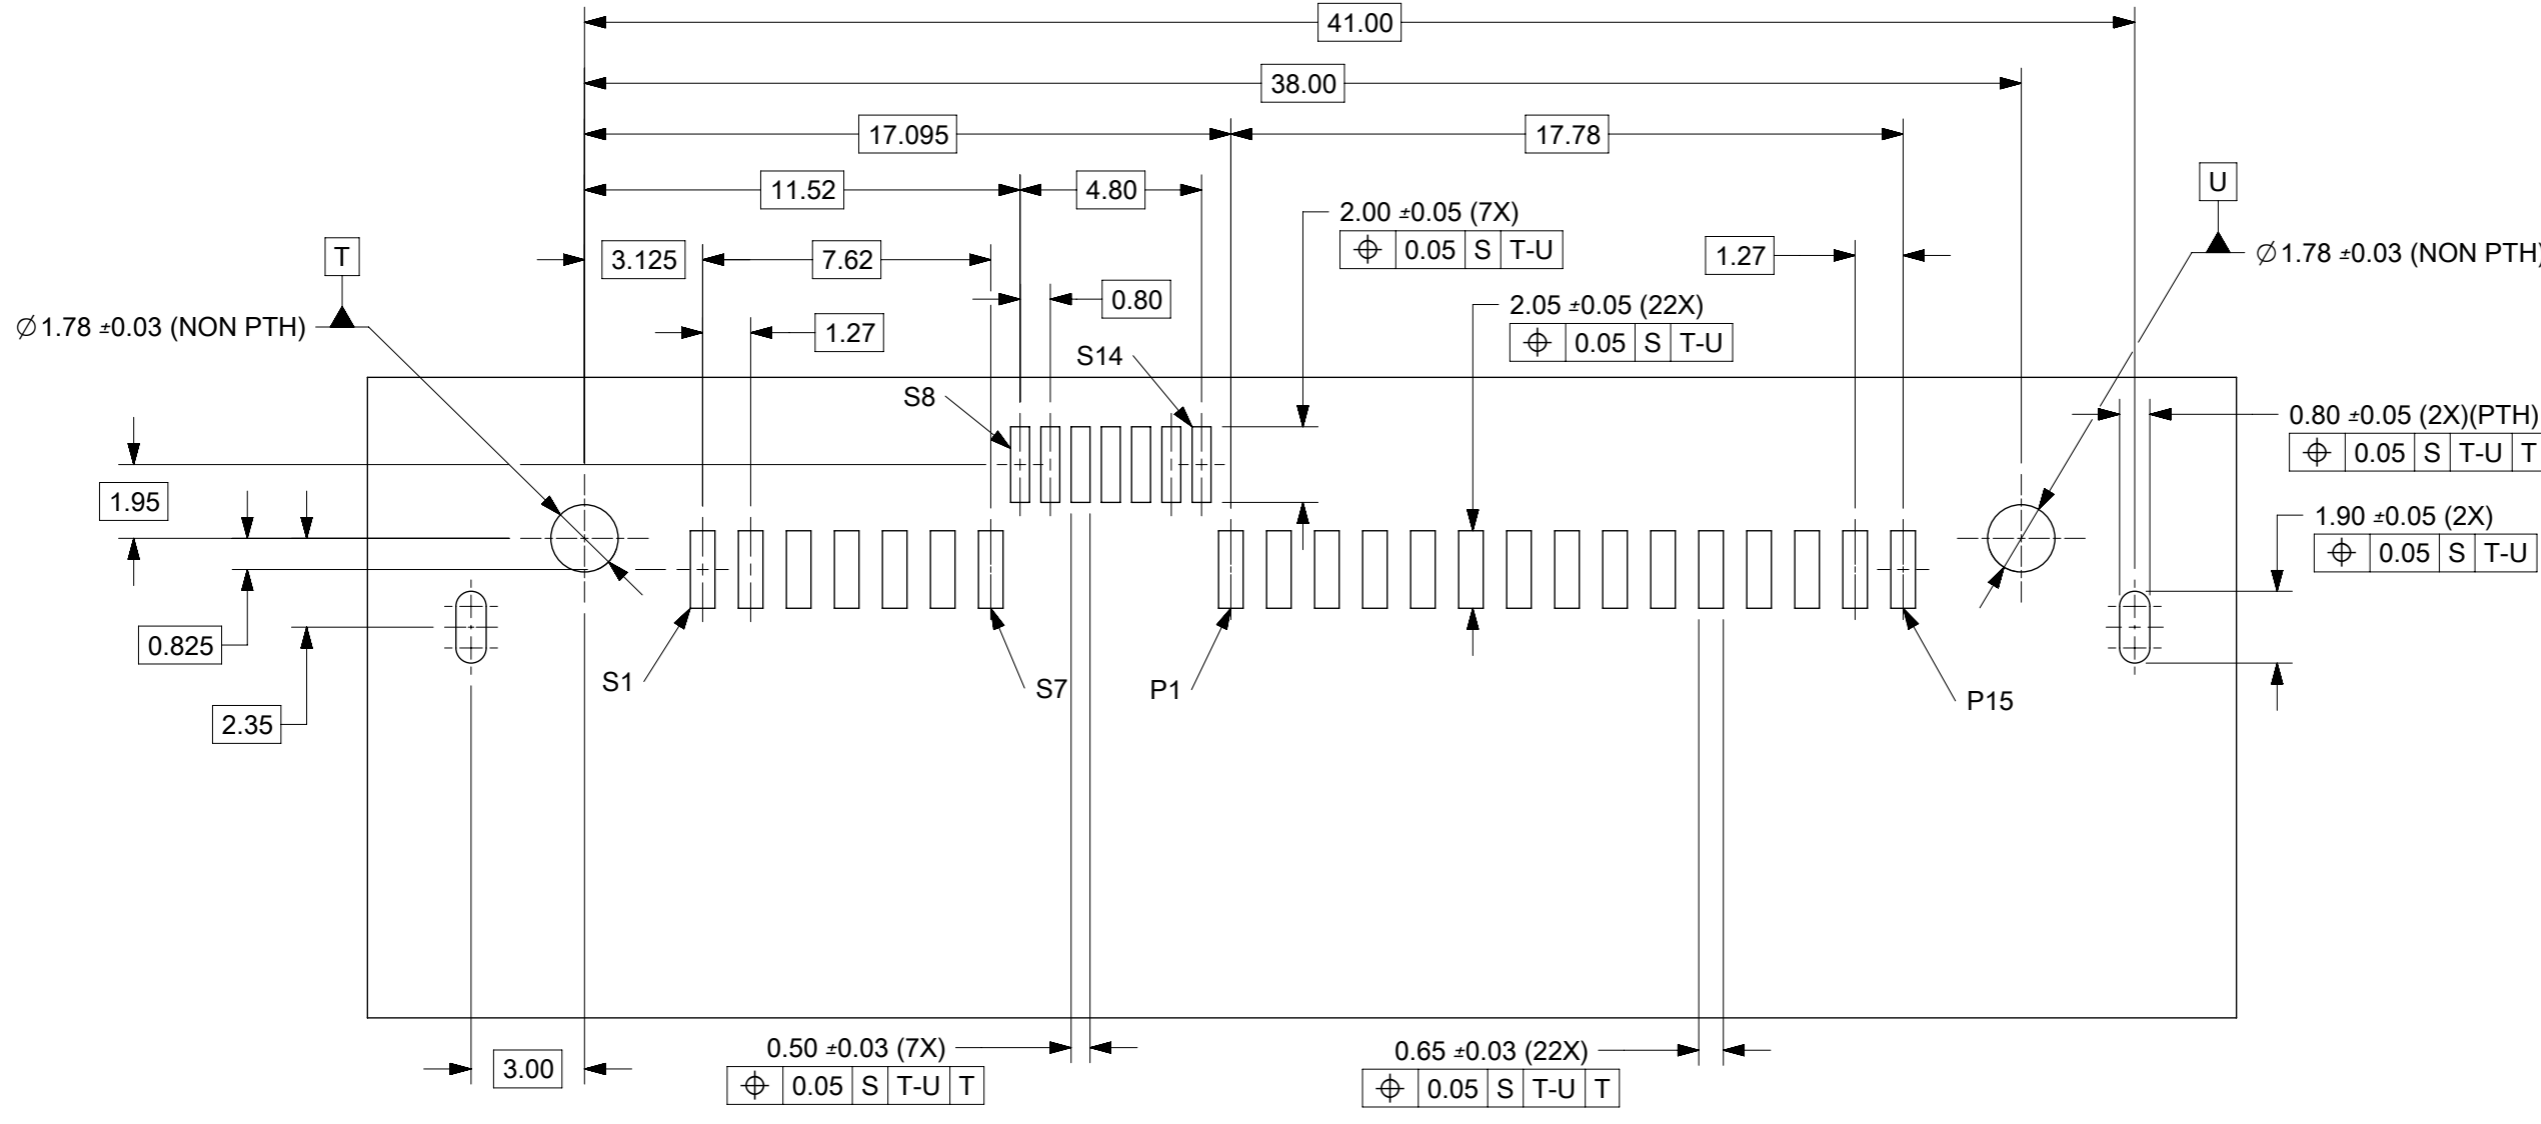 41.00
38.00
17.095
17.78
11.52
4.80
U
2.00 ±0.05 (7X)
⌖ 0.05 S T-U
3.125
7.62
1.27
T
Ø1.78 ±0.03 (NON PTH)
0.80
2.05 ±0.05 (22X)
⌖ 0.05 S T-U
Ø1.78 ±0.03 (NON PTH)
1.27
S14
S8
0.80 ±0.05 (2X)(PTH)
⌖ 0.05 S T-U T
1.95
1.90 ±0.05 (2X)
⌖ 0.05 S T-U
0.825
S1
S7
P1
P15
2.35
3.00
0.50 ±0.03 (7X)
⌖ 0.05 S T-U T
0.65 ±0.03 (22X)
⌖ 0.05 S T-U T